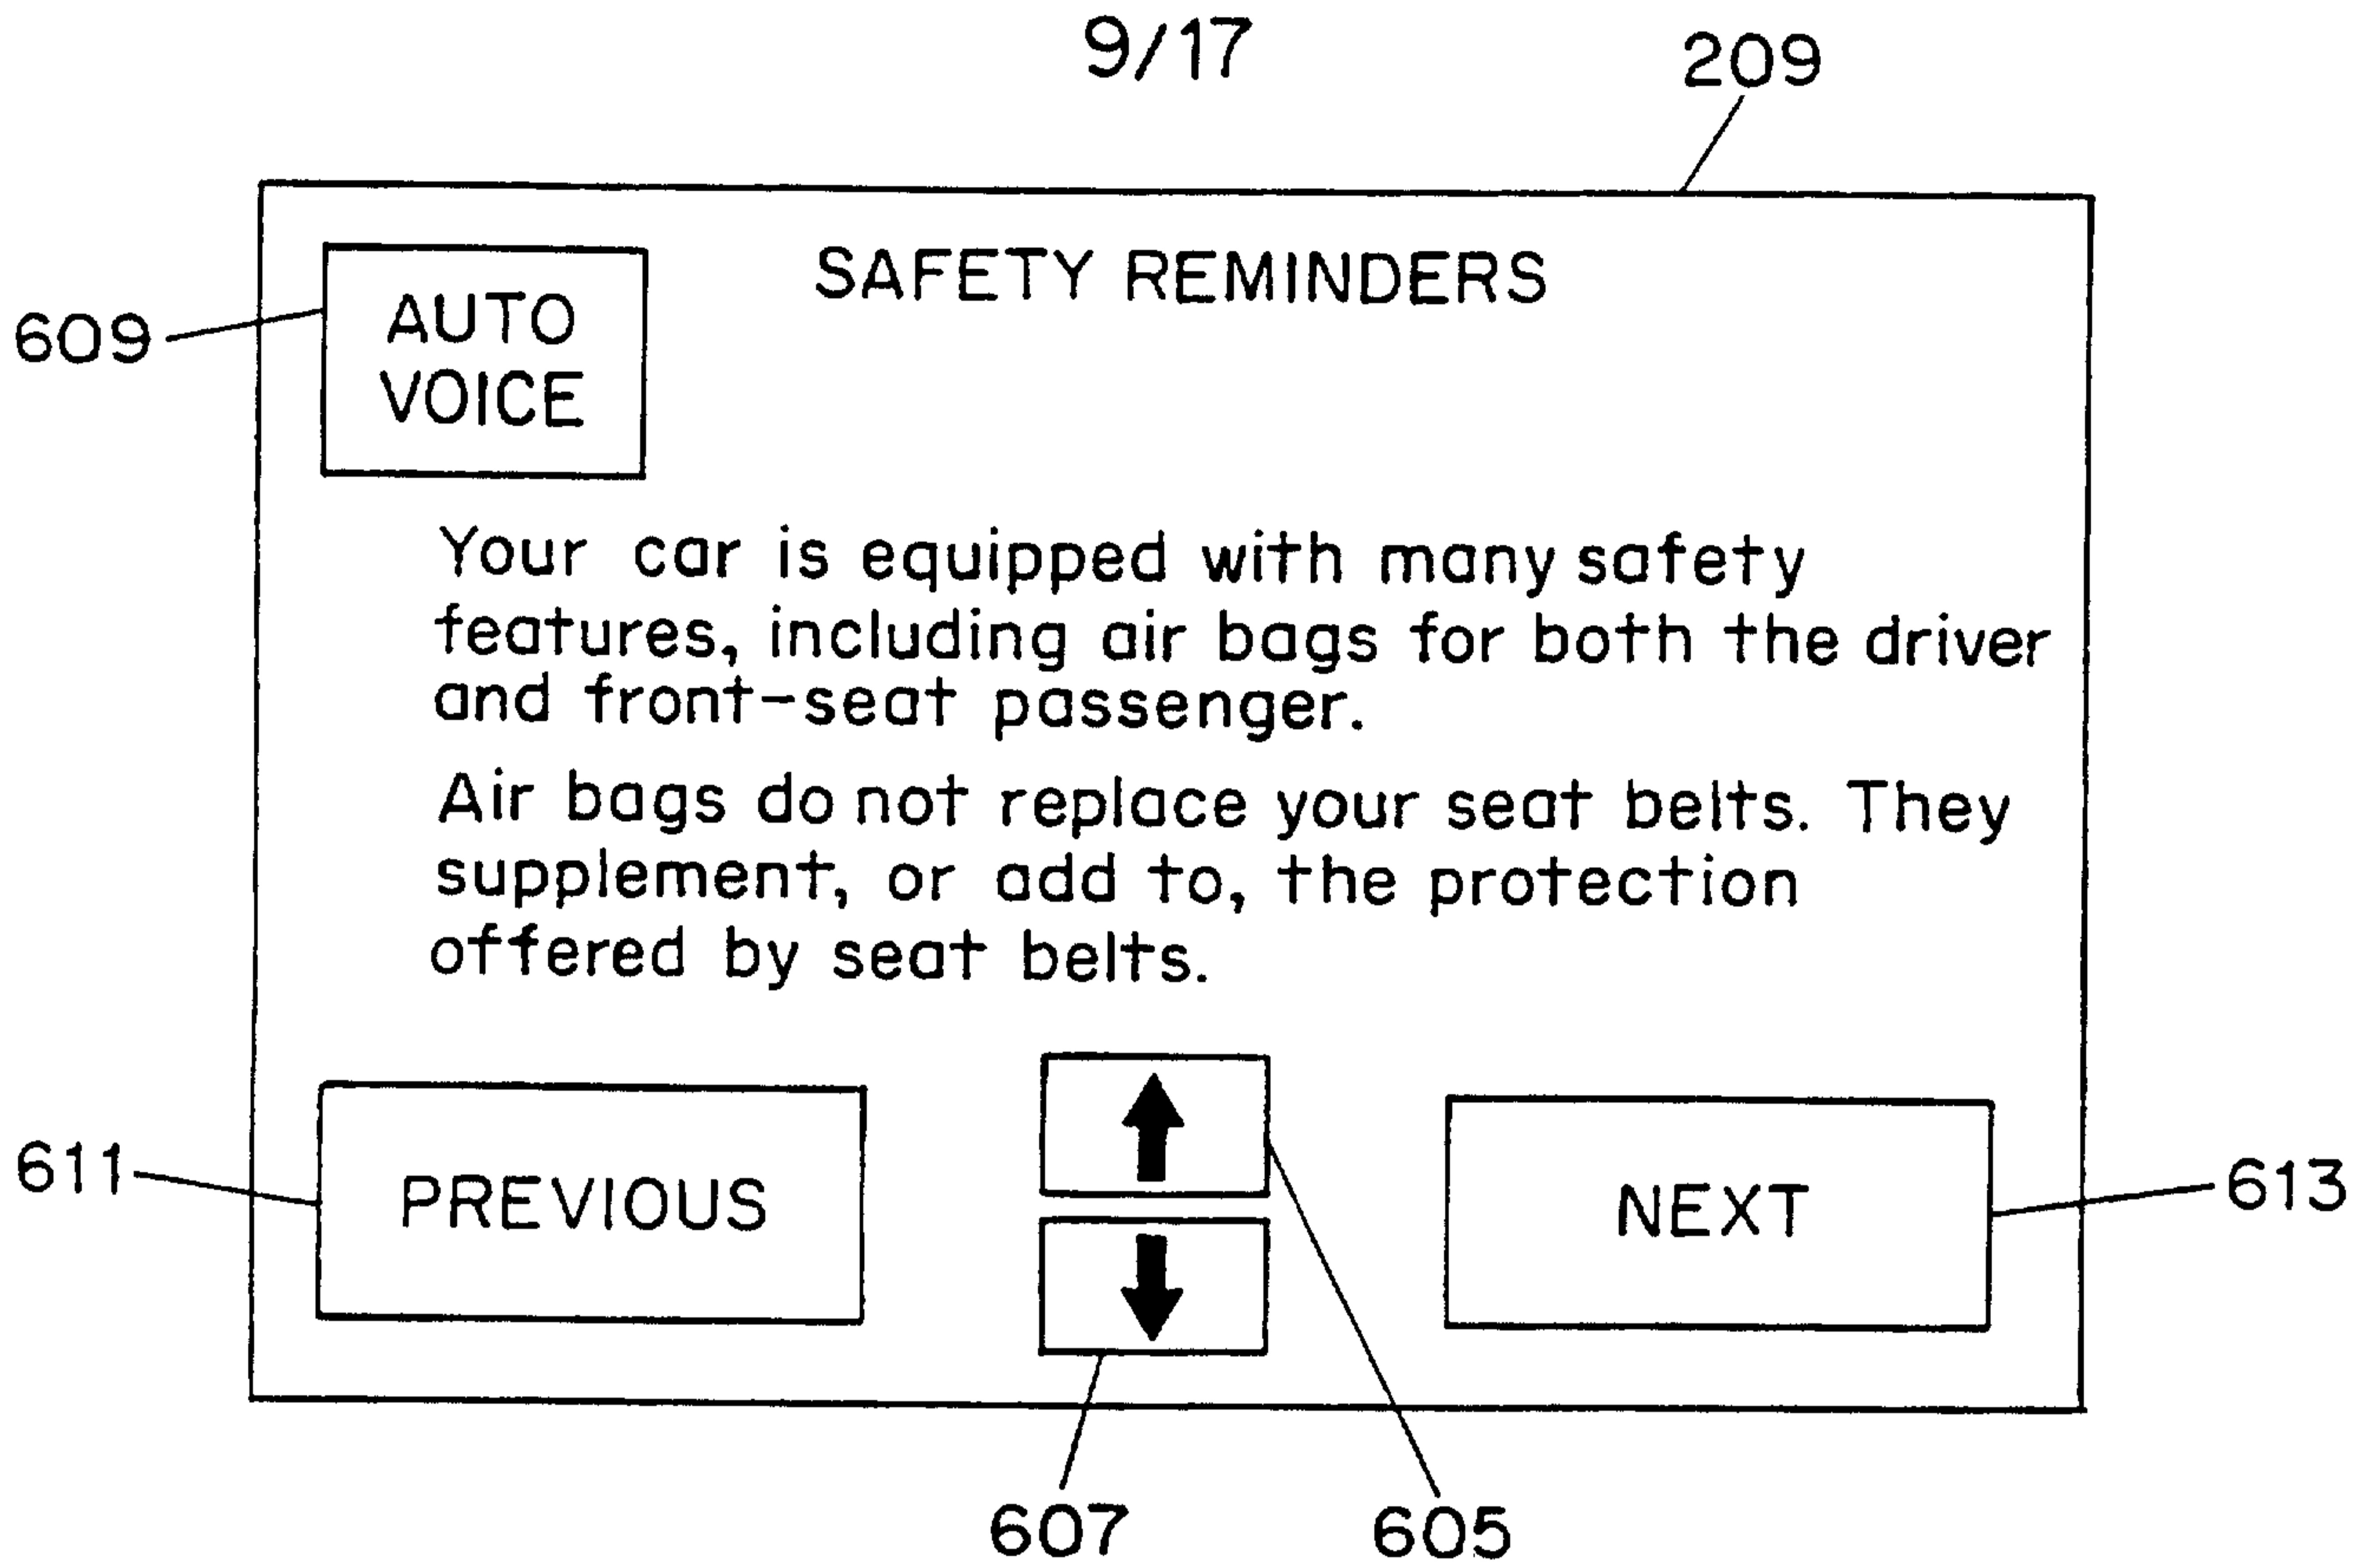 9/17
209
SAFETY REMINDERS
609
AUTO
VOICE
Your car is equipped with many safety
features, including air bags for both the driver
and front-seat passenger.
Air bags do not replace your seat belts. They
supplement, or add to, the protection
offered by seat belts.
611
PREVIOUS
NEXT
613
607
605